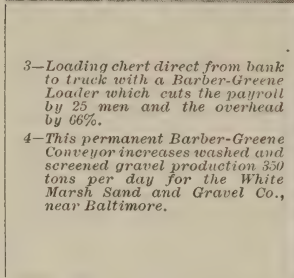 3—Loading chert direct from bank
to truck with a Barber-Greene
Loader which cuts the payroll
by 25 men and the overhead
by 66%.
4—This permanent Barber-Greene
Conveyor increases washed and
screened gravel production 350
tons per day for the White
Marsh Sand and Gravel Co.,
near Baltimore.